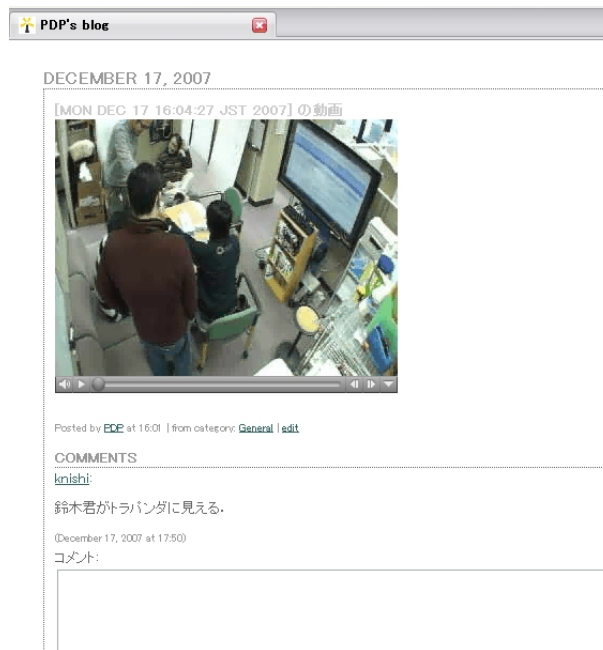 PDP's blog
DECEMBER 17, 2007
[MON DEC 17 16:04:27 JST 2007] の動画
Posted by PDP at 16:01 | from category: General | edit
COMMENTS
knishi:
鈴木君がトラパンダに見える.
(December 17, 2007 at 17:50)
コメント: